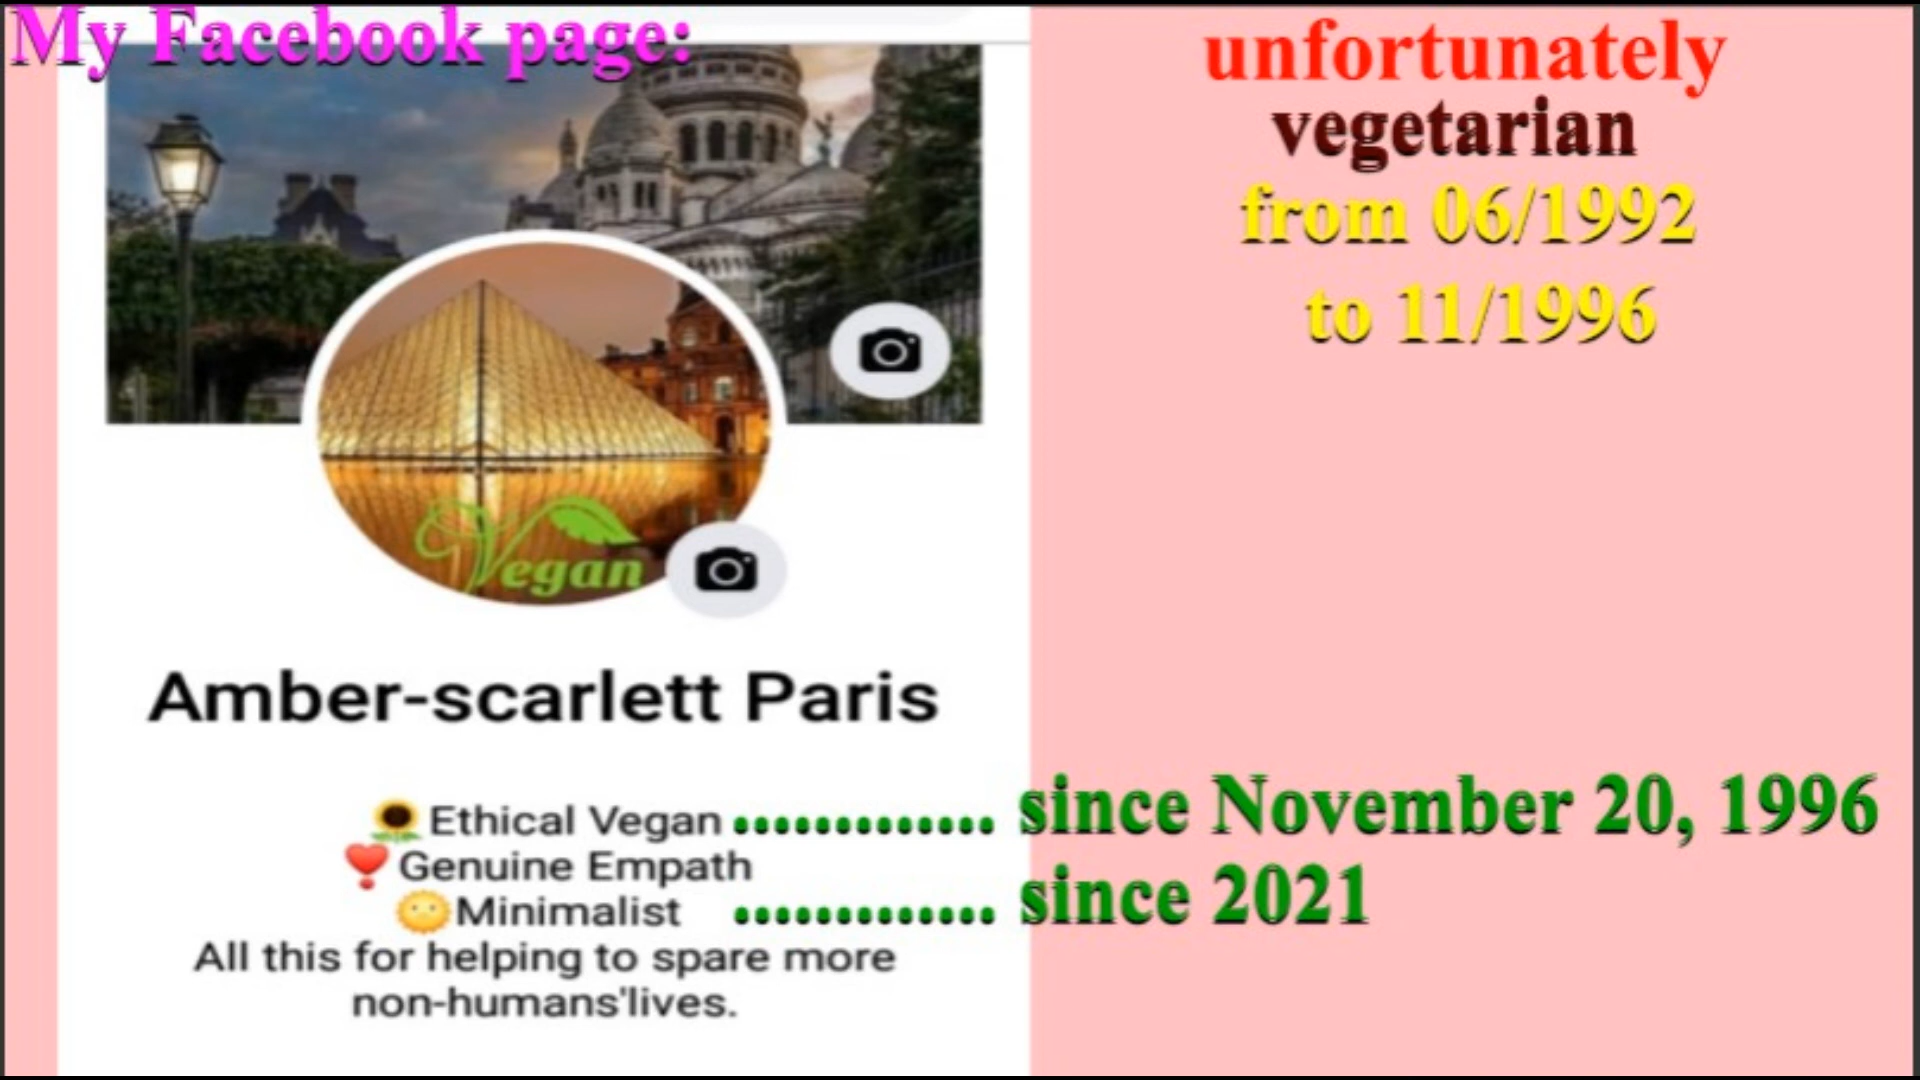 My Facebook page:
unfortunately
vegetarian
from 06/1992
to 11/1996
Vegan
Amber-scarlett Paris
🌻Ethical Vegan ............. since November 20, 1996
❣️Genuine Empath
😶Minimalist ............. since 2021
All this for helping to spare more
non-humans'lives.